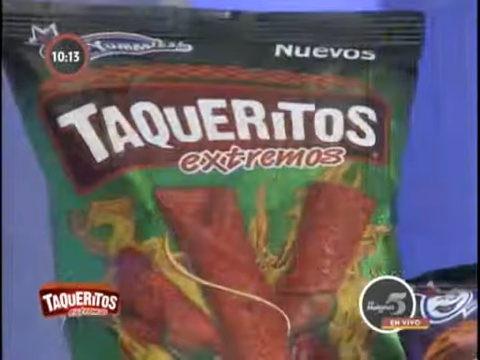 10:13
Nuevos
TAQUERiTOS
extremos
TAQUERiTOS
extremos
5
EN VIVO